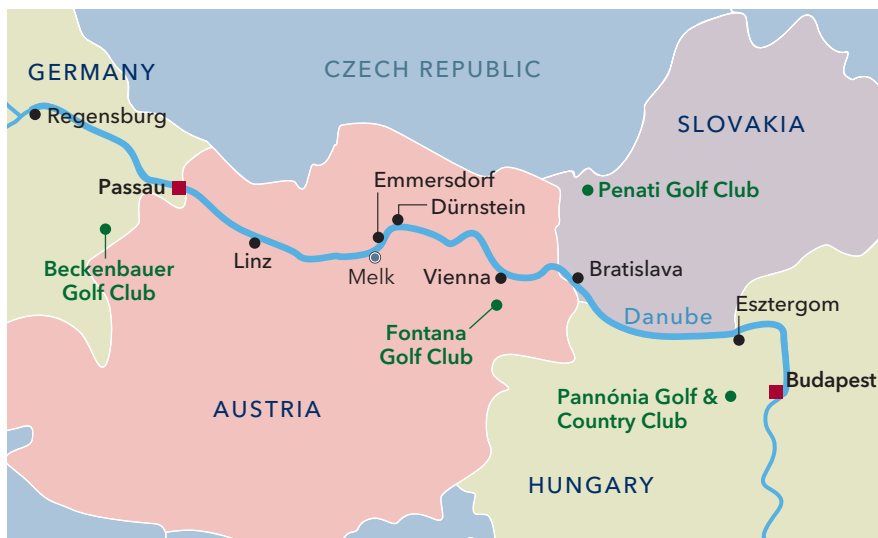 GERMANY
CZECH REPUBLIC
SLOVAKIA
Regensburg
Passau
Emmersdorf
Dürnstein
Penati Golf Club
Beckenbauer
Golf Club
Linz
Melk
Vienna
Bratislava
Danube
Esztergom
Fontana
Golf Club
Budapest
Pannónia Golf &
Country Club
AUSTRIA
HUNGARY